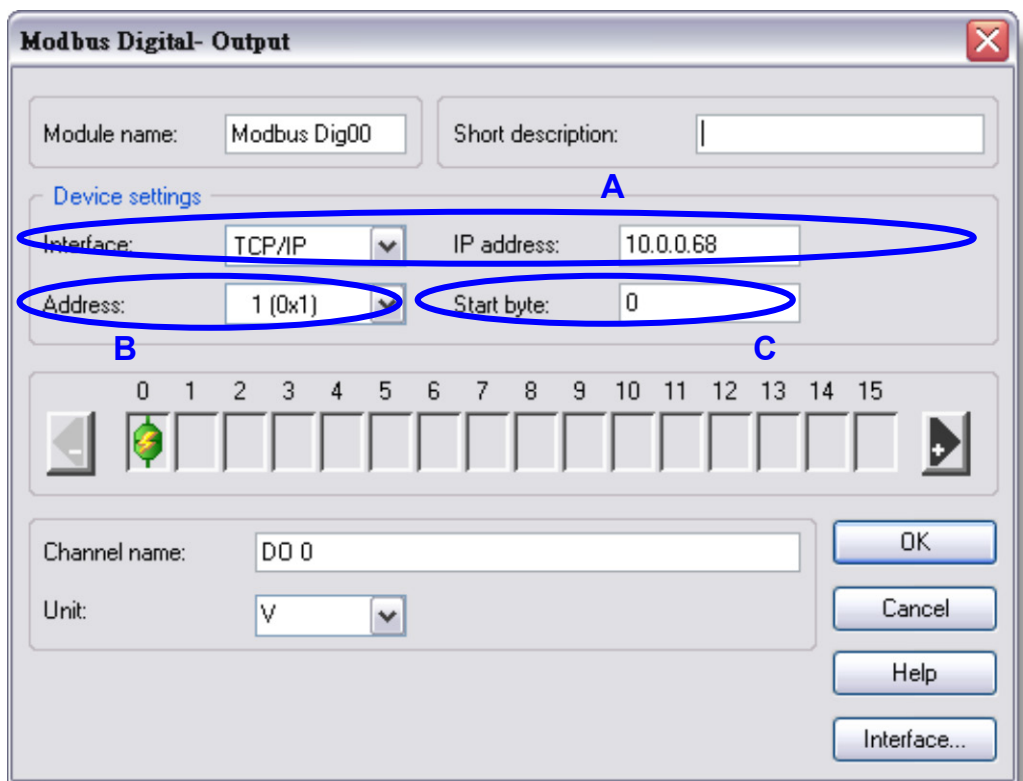 Modbus Digital- Output
Module name: Modbus Dig00 Short description:
A
Device settings
Interface: TCP/IP IP address: 10.0.0.68
Address: 1 (0x1) Start byte: 0
B C
0 1 2 3 4 5 6 7 8 9 10 11 12 13 14 15
- +
Channel name: DO 0
OK
Unit: V
Cancel
Help
Interface...